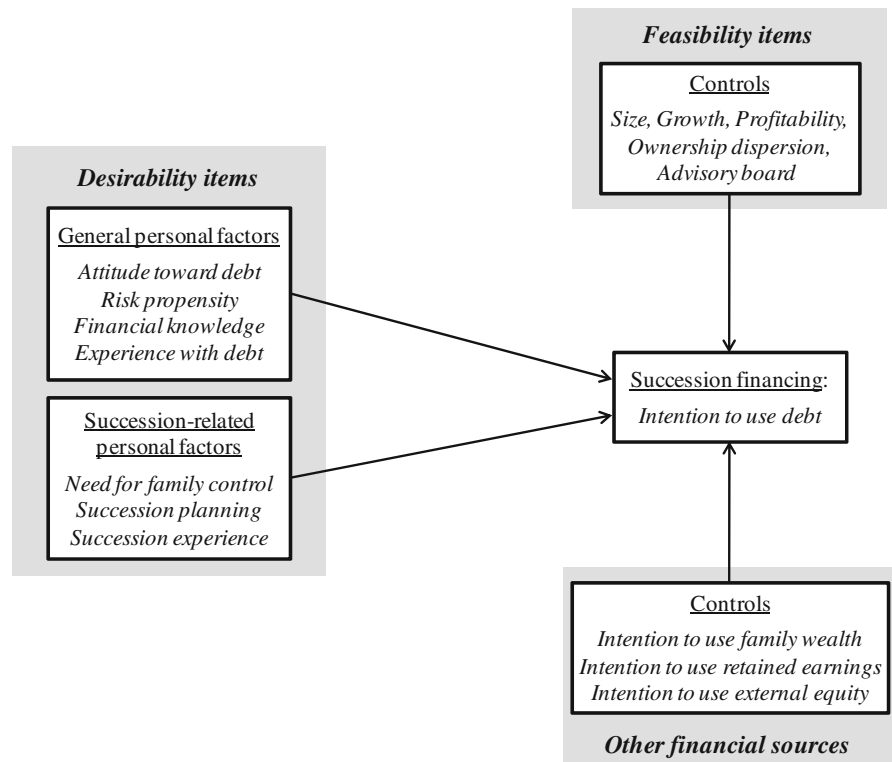 Feasibility items
Controls
Size, Growth, Profitability,
Ownership dispersion,
Advisory board
Desirability items
General personal factors
Attitude toward debt
Risk propensity
Financial knowledge
Experience with debt
Succession-related
personal factors
Need for family control
Succession planning
Succession experience
Succession financing:
Intention to use debt
Controls
Intention to use family wealth
Intention to use retained earnings
Intention to use external equity
Other financial sources